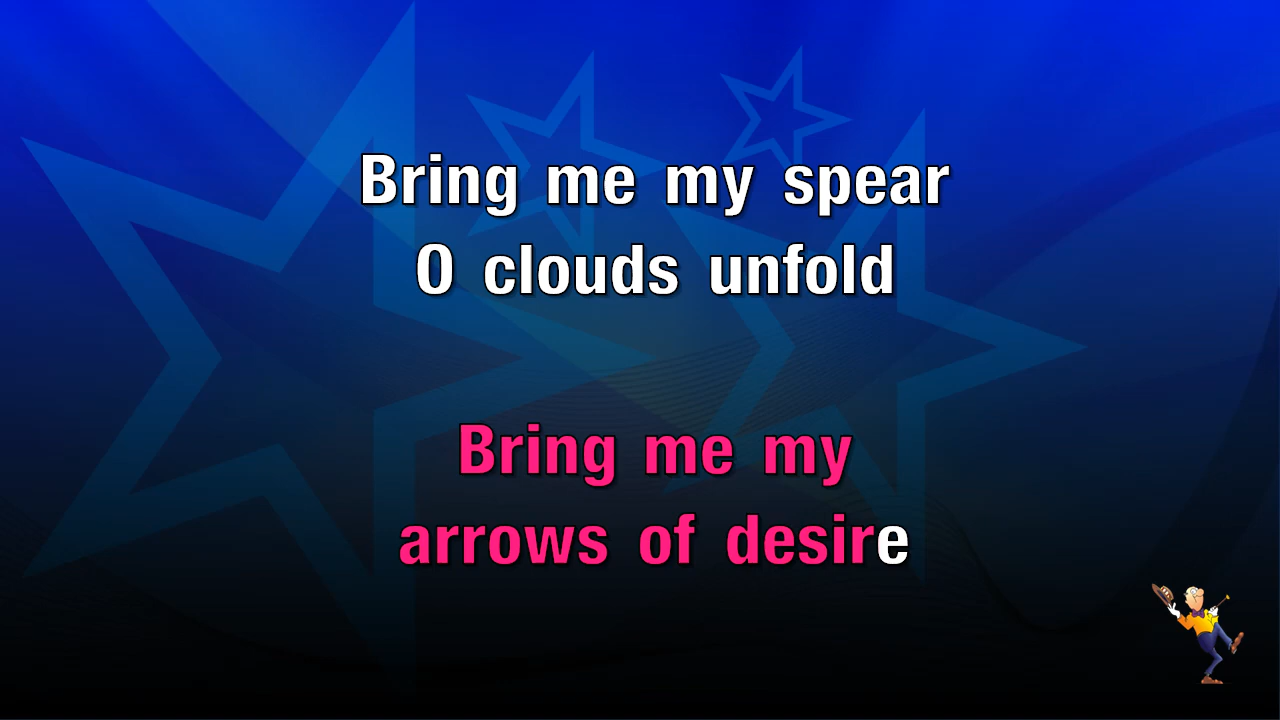 Bring me my spear
O clouds unfold
Bring me my
arrows of desire